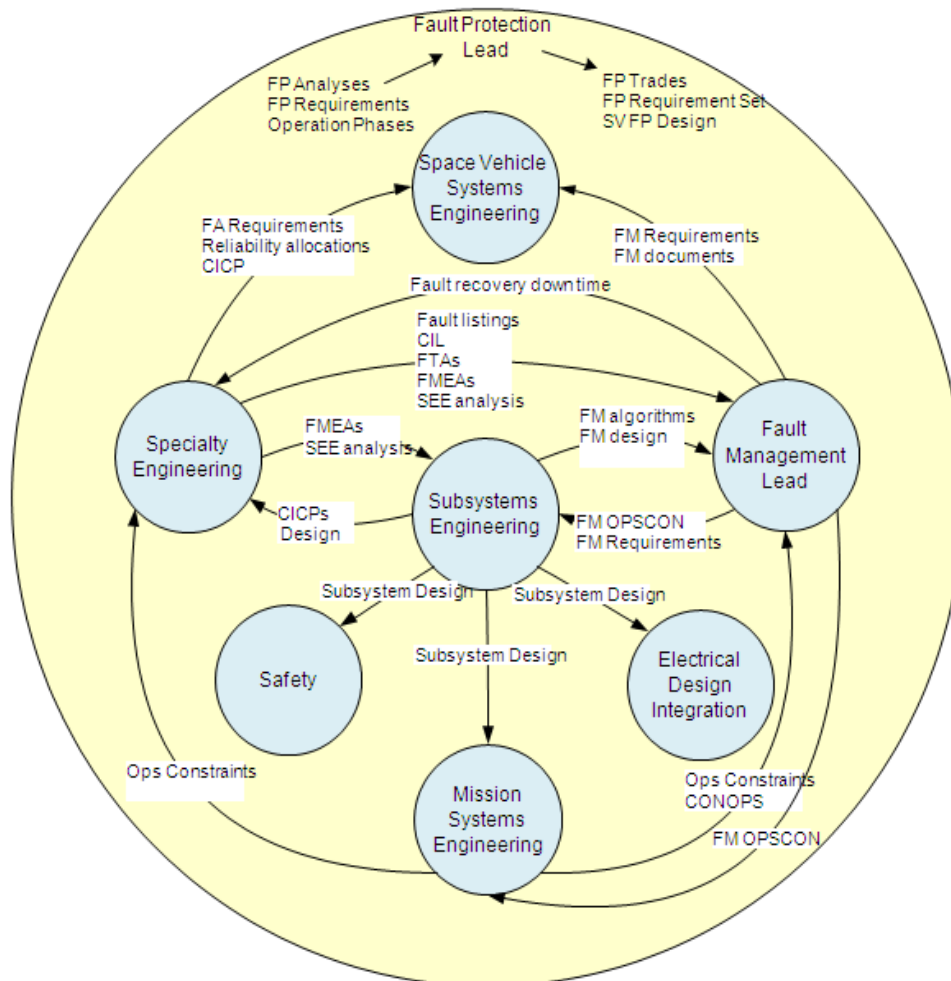 Fault Protection
Lead
FP Analyses
FP Requirements
Operation Phases
FP Trades
FP Requirement Set
SV FP Design
Space Vehicle
Systems
Engineering
FA Requirements
Reliability allocations
CICP
FM Requirements
FM documents
Fault recovery down time
Fault listings
CIL
FTAs
FMEAs
SEE analysis
Specialty
Engineering
FMEAs
SEE analysis
FM algorithms
FM design
Fault
Management
Lead
Subsystems
Engineering
CICPs
Design
FM OPSCON
FM Requirements
Subsystem Design
Subsystem Design
Subsystem Design
Safety
Electrical
Design
Integration
Ops Constraints
Mission
Systems
Engineering
Ops Constraints
CONOPS
FM OPSCON